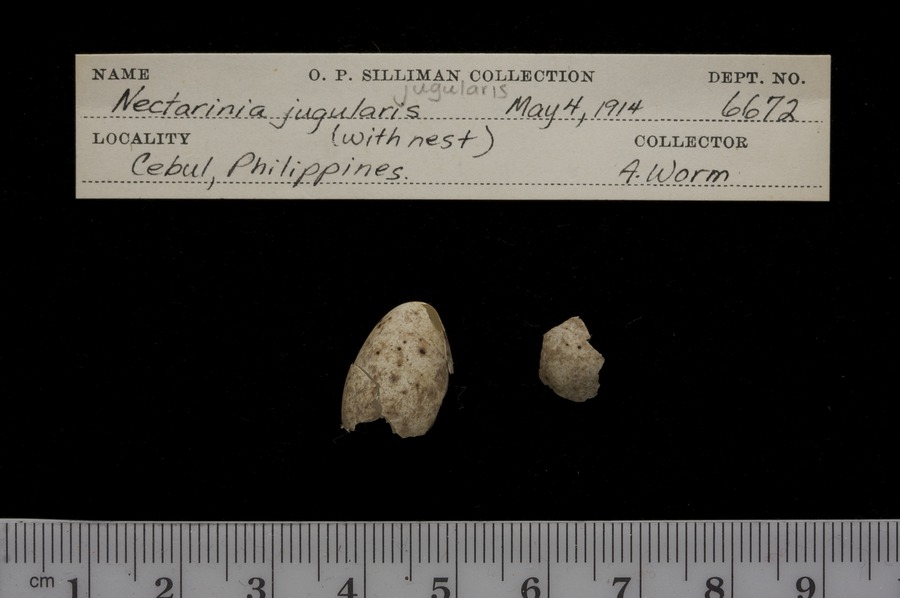 NAME O. P. SILLIMAN COLLECTION DEPT. NO.
jugularis
Nectarinia jugularis May 4, 1914 6672
LOCALITY (with nest) COLLECTOR
Cebul, Philippines. A. Worm
cm 1 2 3 4 5 6 7 8 9